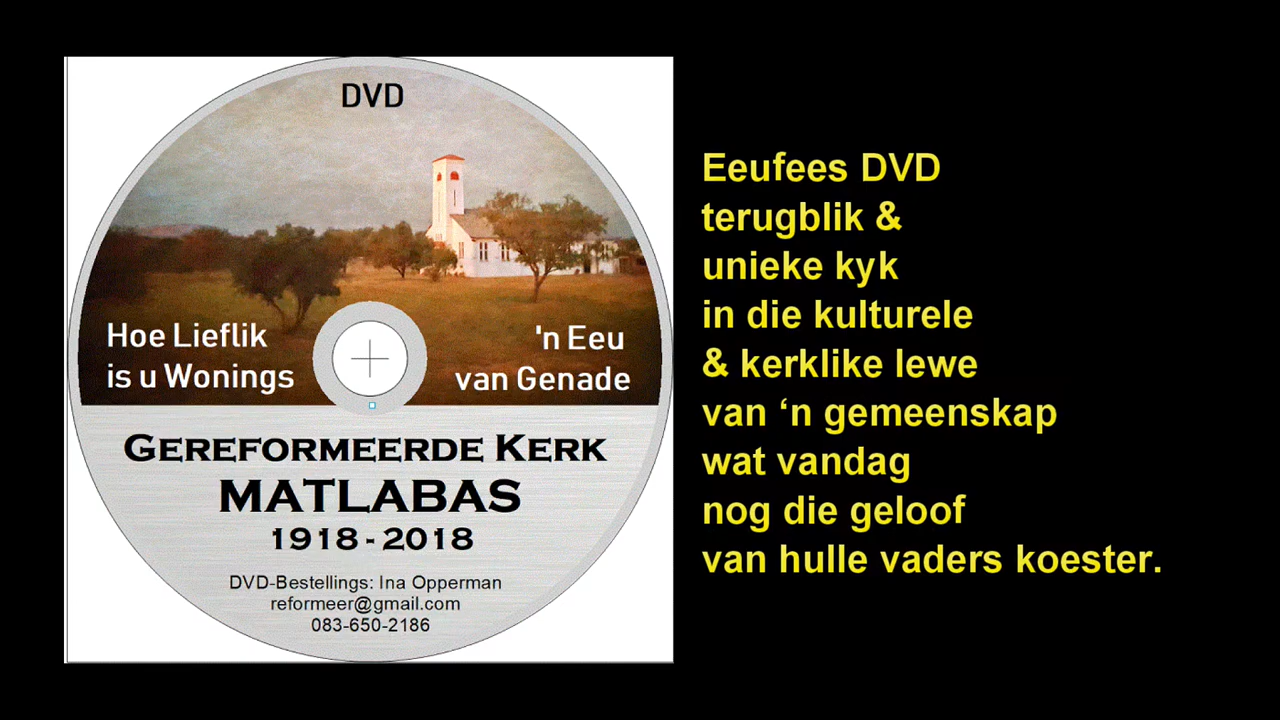 DVD
Hoe Lieflik
is u Wonings
'n Eeu
van Genade
GEREFORMEERDE KERK
MATLABAS
1918 - 2018
DVD-Bestellings: Ina Opperman
reformeer@gmail.com
083-650-2186
Eeufees DVD
terugblik &
unieke kyk
in die kulturele
& kerklike lewe
van ‘n gemeenskap
wat vandag
nog die geloof
van hulle vaders koester.